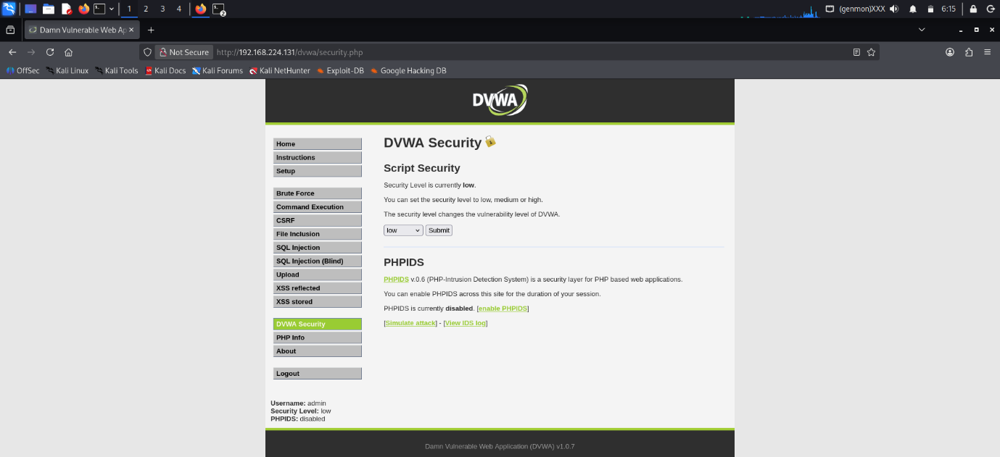 1 2 3 4 2 (genmon)XXX 6:15
Damn Vulnerable Web Ap
Not Secure http://192.168.224.131/dvwa/security.php
OffSec Kali Linux Kali Tools Kali Docs Kali Forums Kali NetHunter Exploit-DB Google Hacking DB
DVWA
Home
Instructions
Setup
Brute Force
Command Execution
CSRF
File Inclusion
SQL Injection
SQL Injection (Blind)
Upload
XSS reflected
XSS stored
DVWA Security
PHP Info
About
Logout
Username: admin
Security Level: low
PHPIDS: disabled
DVWA Security
Script Security
Security Level is currently low.
You can set the security level to low, medium or high.
The security level changes the vulnerability level of DVWA.
low Submit
PHPIDS
PHPIDS v.0.6 (PHP-Intrusion Detection System) is a security layer for PHP based web applications.
You can enable PHPIDS across this site for the duration of your session.
PHPIDS is currently disabled. [enable PHPIDS]
[Simulate attack] - [View IDS log]
Damn Vulnerable Web Application (DVWA) v1.0.7